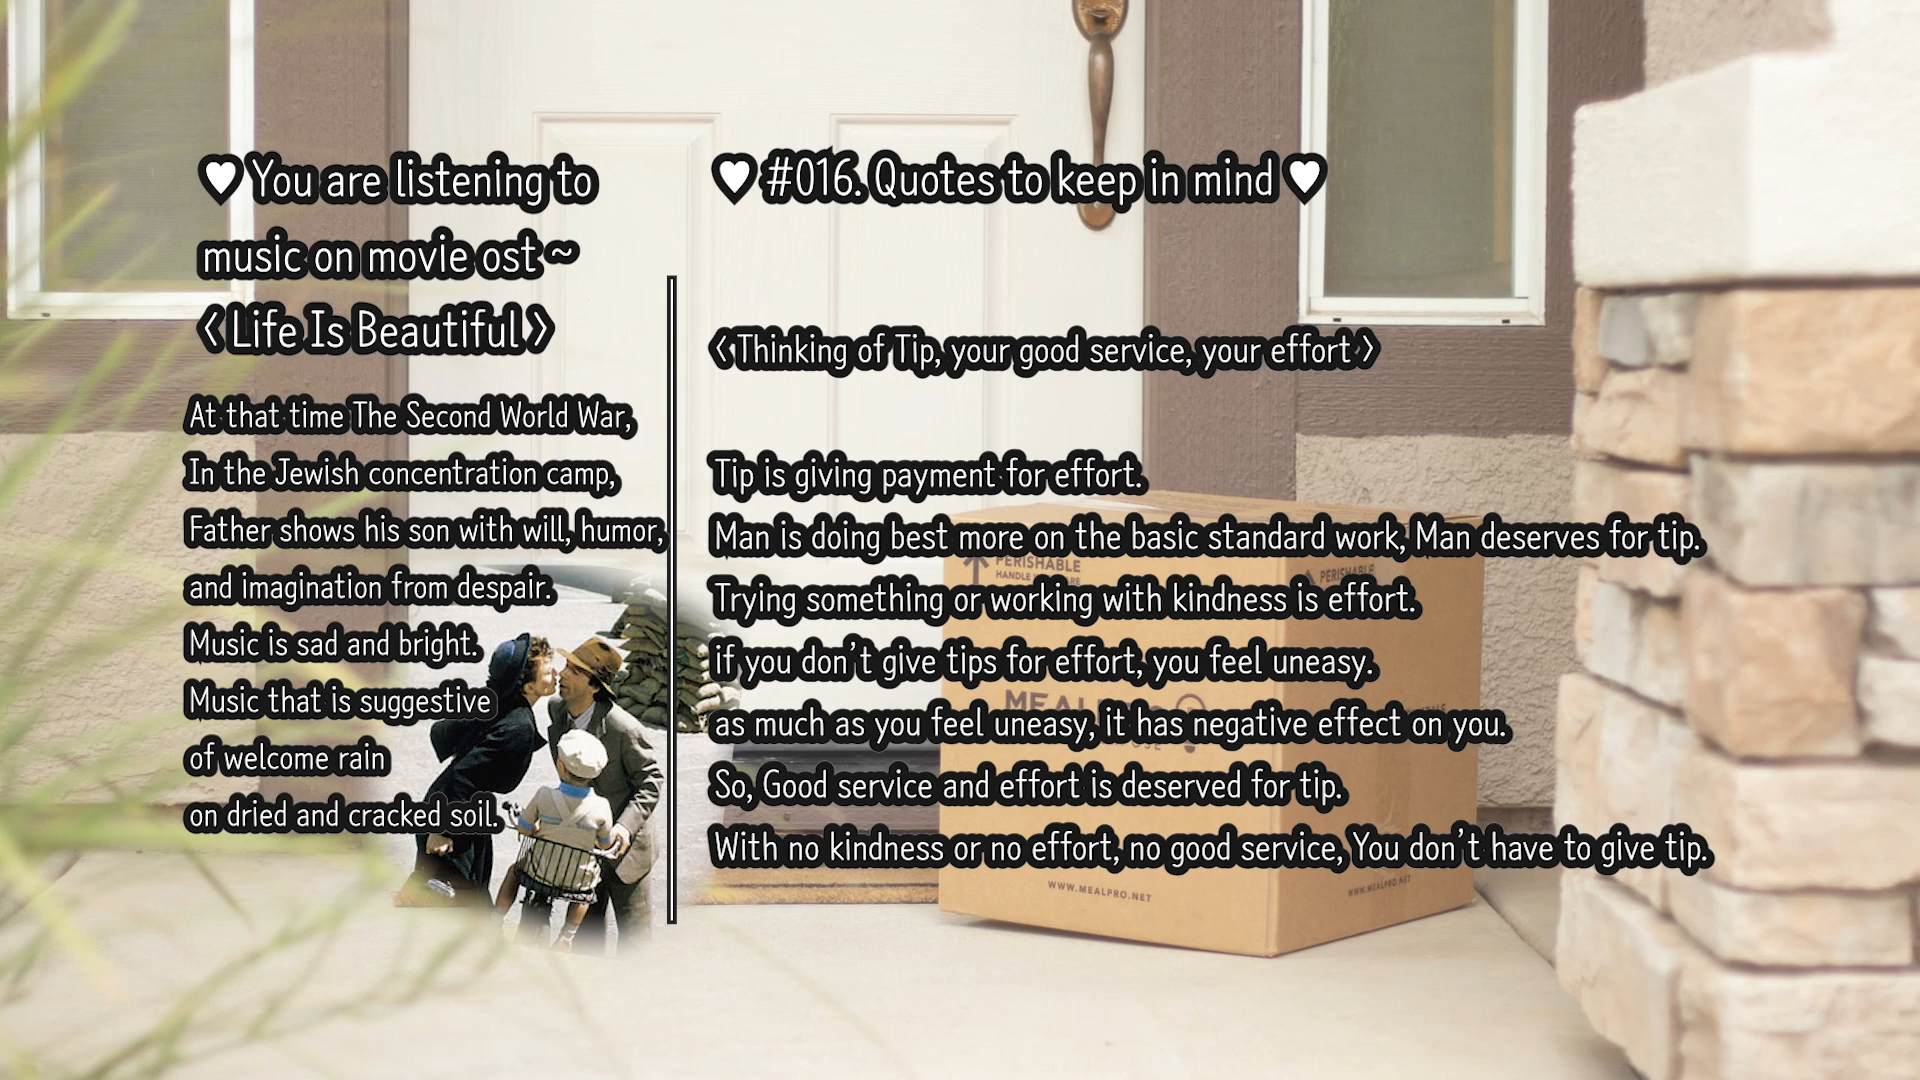 ♥ You are listening to
music on movie ost ~
< Life Is Beautiful >
At that time The Second World War,
In the Jewish concentration camp,
Father shows his son with will, humor,
and imagination from despair.
Music is sad and bright.
Music that is suggestive
of welcome rain
on dried and cracked soil.
♥ #016. Quotes to keep in mind ♥
< Thinking of Tip, your good service, your effort >
Tip is giving payment for effort.
Man is doing best more on the basic standard work, Man deserves for tip.
Trying something or working with kindness is effort.
if you don't give tips for effort, you feel uneasy.
as much as you feel uneasy, it has negative effect on you.
So, Good service and effort is deserved for tip.
With no kindness or no effort, no good service, You don't have to give tip.
PERISHABLE
HANDLE
PERISHABLE
WWW.MEALPRO.NET
WWW.MEALPRO.NET